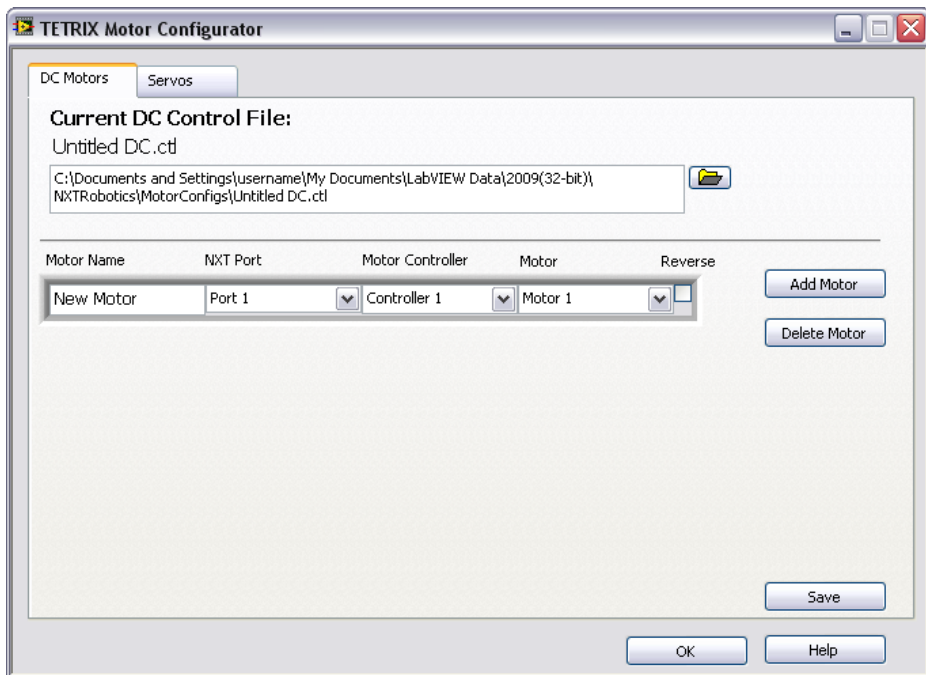 TETRIX Motor Configurator
DC Motors Servos
Current DC Control File:
Untitled DC.ctl
C:\Documents and Settings\username\My Documents\LabVIEW Data\2009(32-bit)\
NXTRobotics\MotorConfigs\Untitled DC.ctl
Motor Name NXT Port Motor Controller Motor Reverse
New Motor Port 1 Controller 1 Motor 1
Add Motor
Delete Motor
Save
OK Help